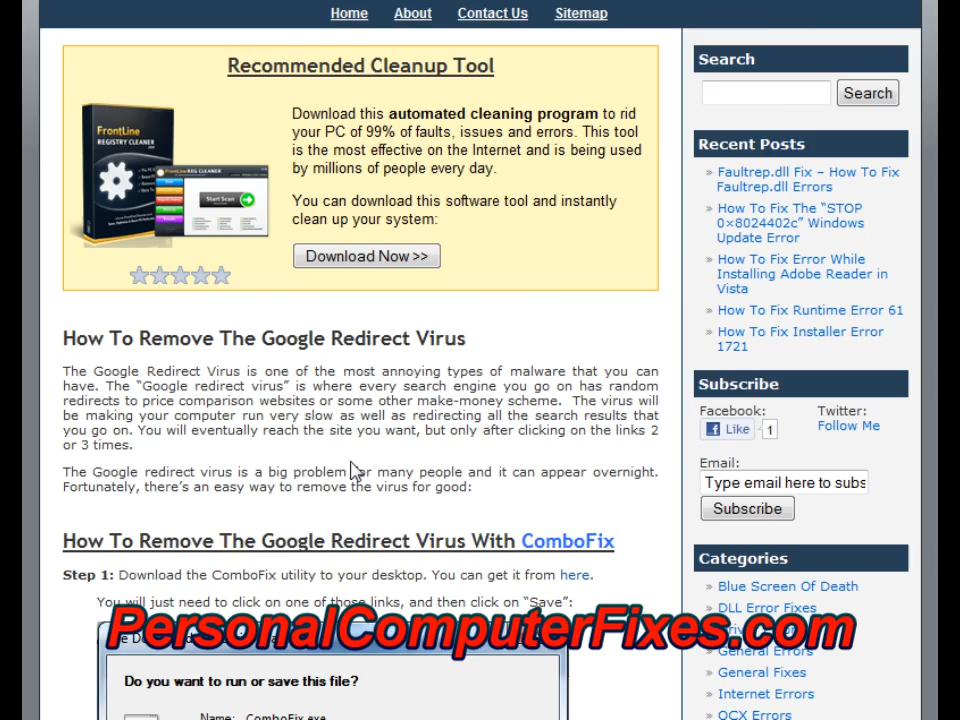 Home About Contact Us Sitemap
Recommended Cleanup Tool
FrontLine
REGISTRY CLEANER
FRONTLINE REG CLEANER
Start Scan
Download this automated cleaning program to rid
your PC of 99% of faults, issues and errors. This tool
is the most effective on the Internet and is being used
by millions of people every day.
You can download this software tool and instantly
clean up your system:
Download Now >>
How To Remove The Google Redirect Virus
The Google Redirect Virus is one of the most annoying types of malware that you can
have. The “Google redirect virus” is where every search engine you go on has random
redirects to price comparison websites or some other make-money scheme. The virus will
be making your computer run very slow as well as redirecting all the search results that
you go on. You will eventually reach the site you want, but only after clicking on the links 2
or 3 times.
The Google redirect virus is a big problem for many people and it can appear overnight.
Fortunately, there’s an easy way to remove the virus for good:
How To Remove The Google Redirect Virus With ComboFix
Step 1: Download the ComboFix utility to your desktop. You can get it from here.
You will just need to click on one of those links, and then click on “Save”:
PersonalComputerFixes.com
Do you want to run or save this file?
Name: ComboFix.exe
Search
Search
Recent Posts
» Faultrep.dll Fix – How To Fix
Faultrep.dll Errors
» How To Fix The “STOP
0×8024402c” Windows
Update Error
» How To Fix Error While
Installing Adobe Reader in
Vista
» How To Fix Runtime Error 61
» How To Fix Installer Error
1721
Subscribe
Facebook: Twitter:
Like 1 Follow Me
Email:
Type email here to subs
Subscribe
Categories
» Blue Screen Of Death
» DLL Error Fixes
General Errors
» General Fixes
» Internet Errors
» OCX Errors